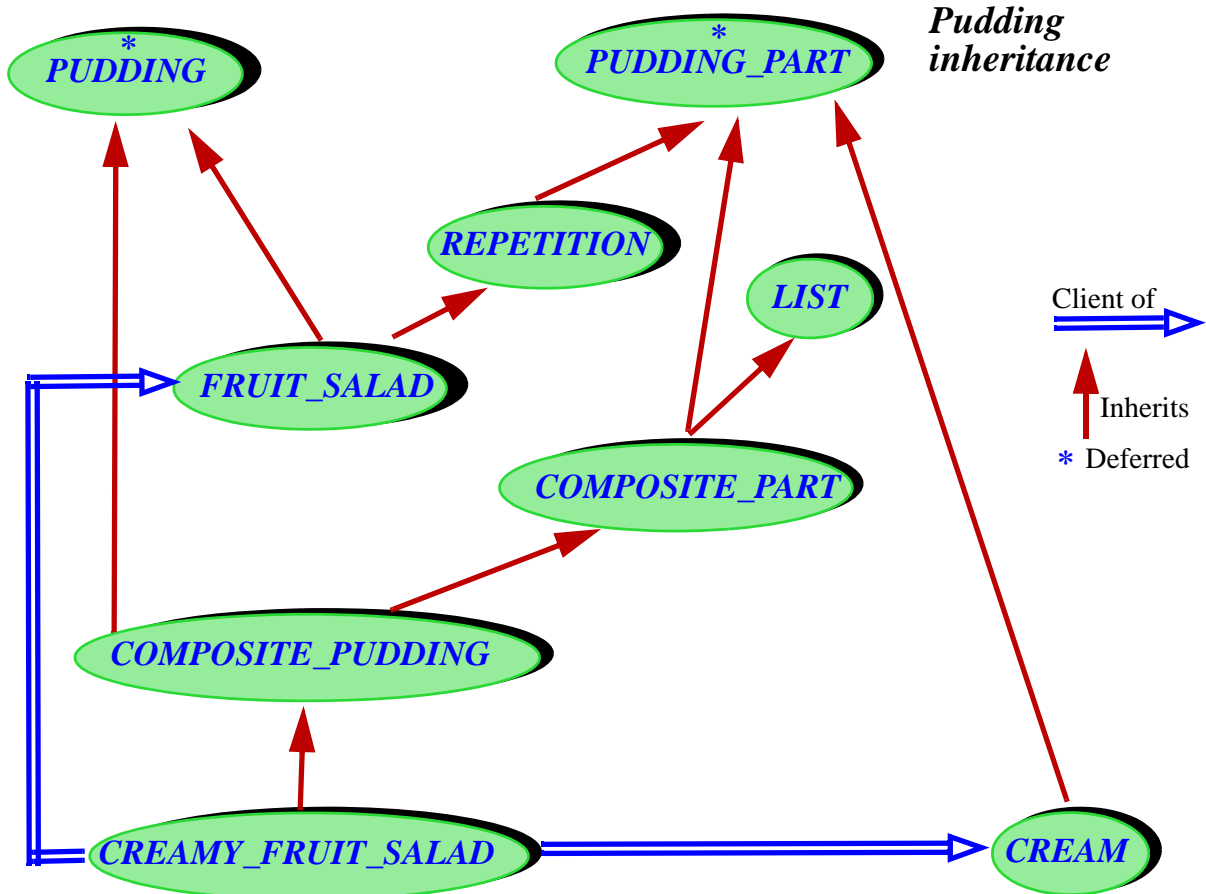 Pudding
inheritance
*
PUDDING
*
PUDDING_PART
REPETITION
LIST
Client of
FRUIT_SALAD
Inherits
* Deferred
COMPOSITE_PART
COMPOSITE_PUDDING
CREAMY_FRUIT_SALAD
CREAM